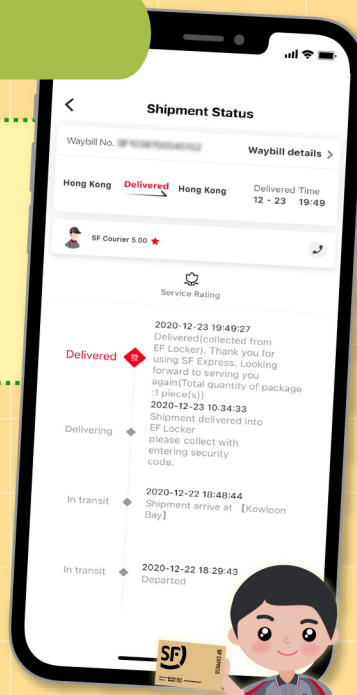 Shipment Status
Waybill No.
Waybill details >
Hong Kong Delivered Hong Kong
Delivered Time
12 - 23 19:49
SF Courier 5.00 ★
Service Rating
Delivered
2020-12-23 19:49:27
Delivered(collected from
EF Locker). Thank you for
using SF Express. Looking
forward to serving you
again(Total quantity of package
:1 piece(s))
Delivering
2020-12-23 10:34:33
Shipment delivered into
EF Locker
please collect with
entering security
code.
In transit
2020-12-22 18:48:44
Shipment arrive at 【Kowloon
Bay】
In transit
2020-12-22 18:29:43
Departed
SF
SF EXPRESS